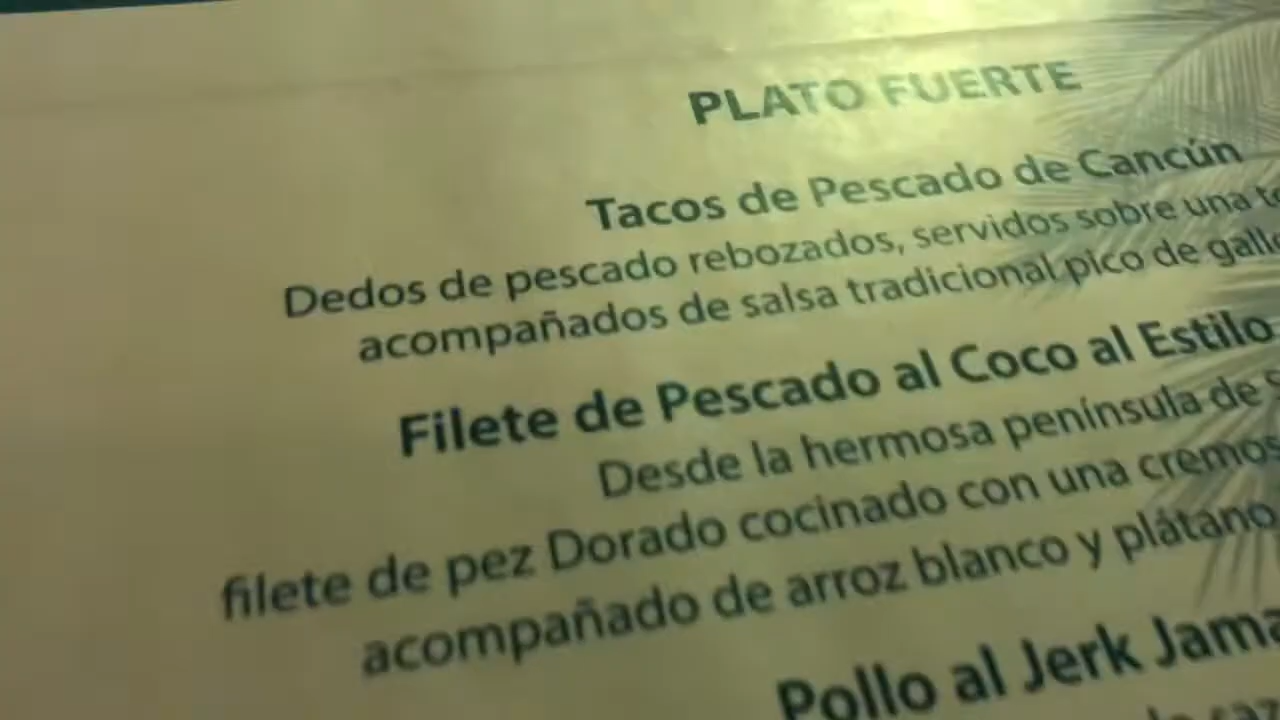 PLATO FUERTE
Tacos de Pescado de Cancún
Dedos de pescado rebozados, servidos sobre una
acompañados de salsa tradicional pico de
Filete de Pescado al Coco al Estilo
Desde la hermosa península de
filete de pez Dorado cocinado con una
acompañado de arroz blanco y plátano
Pollo al Jerk